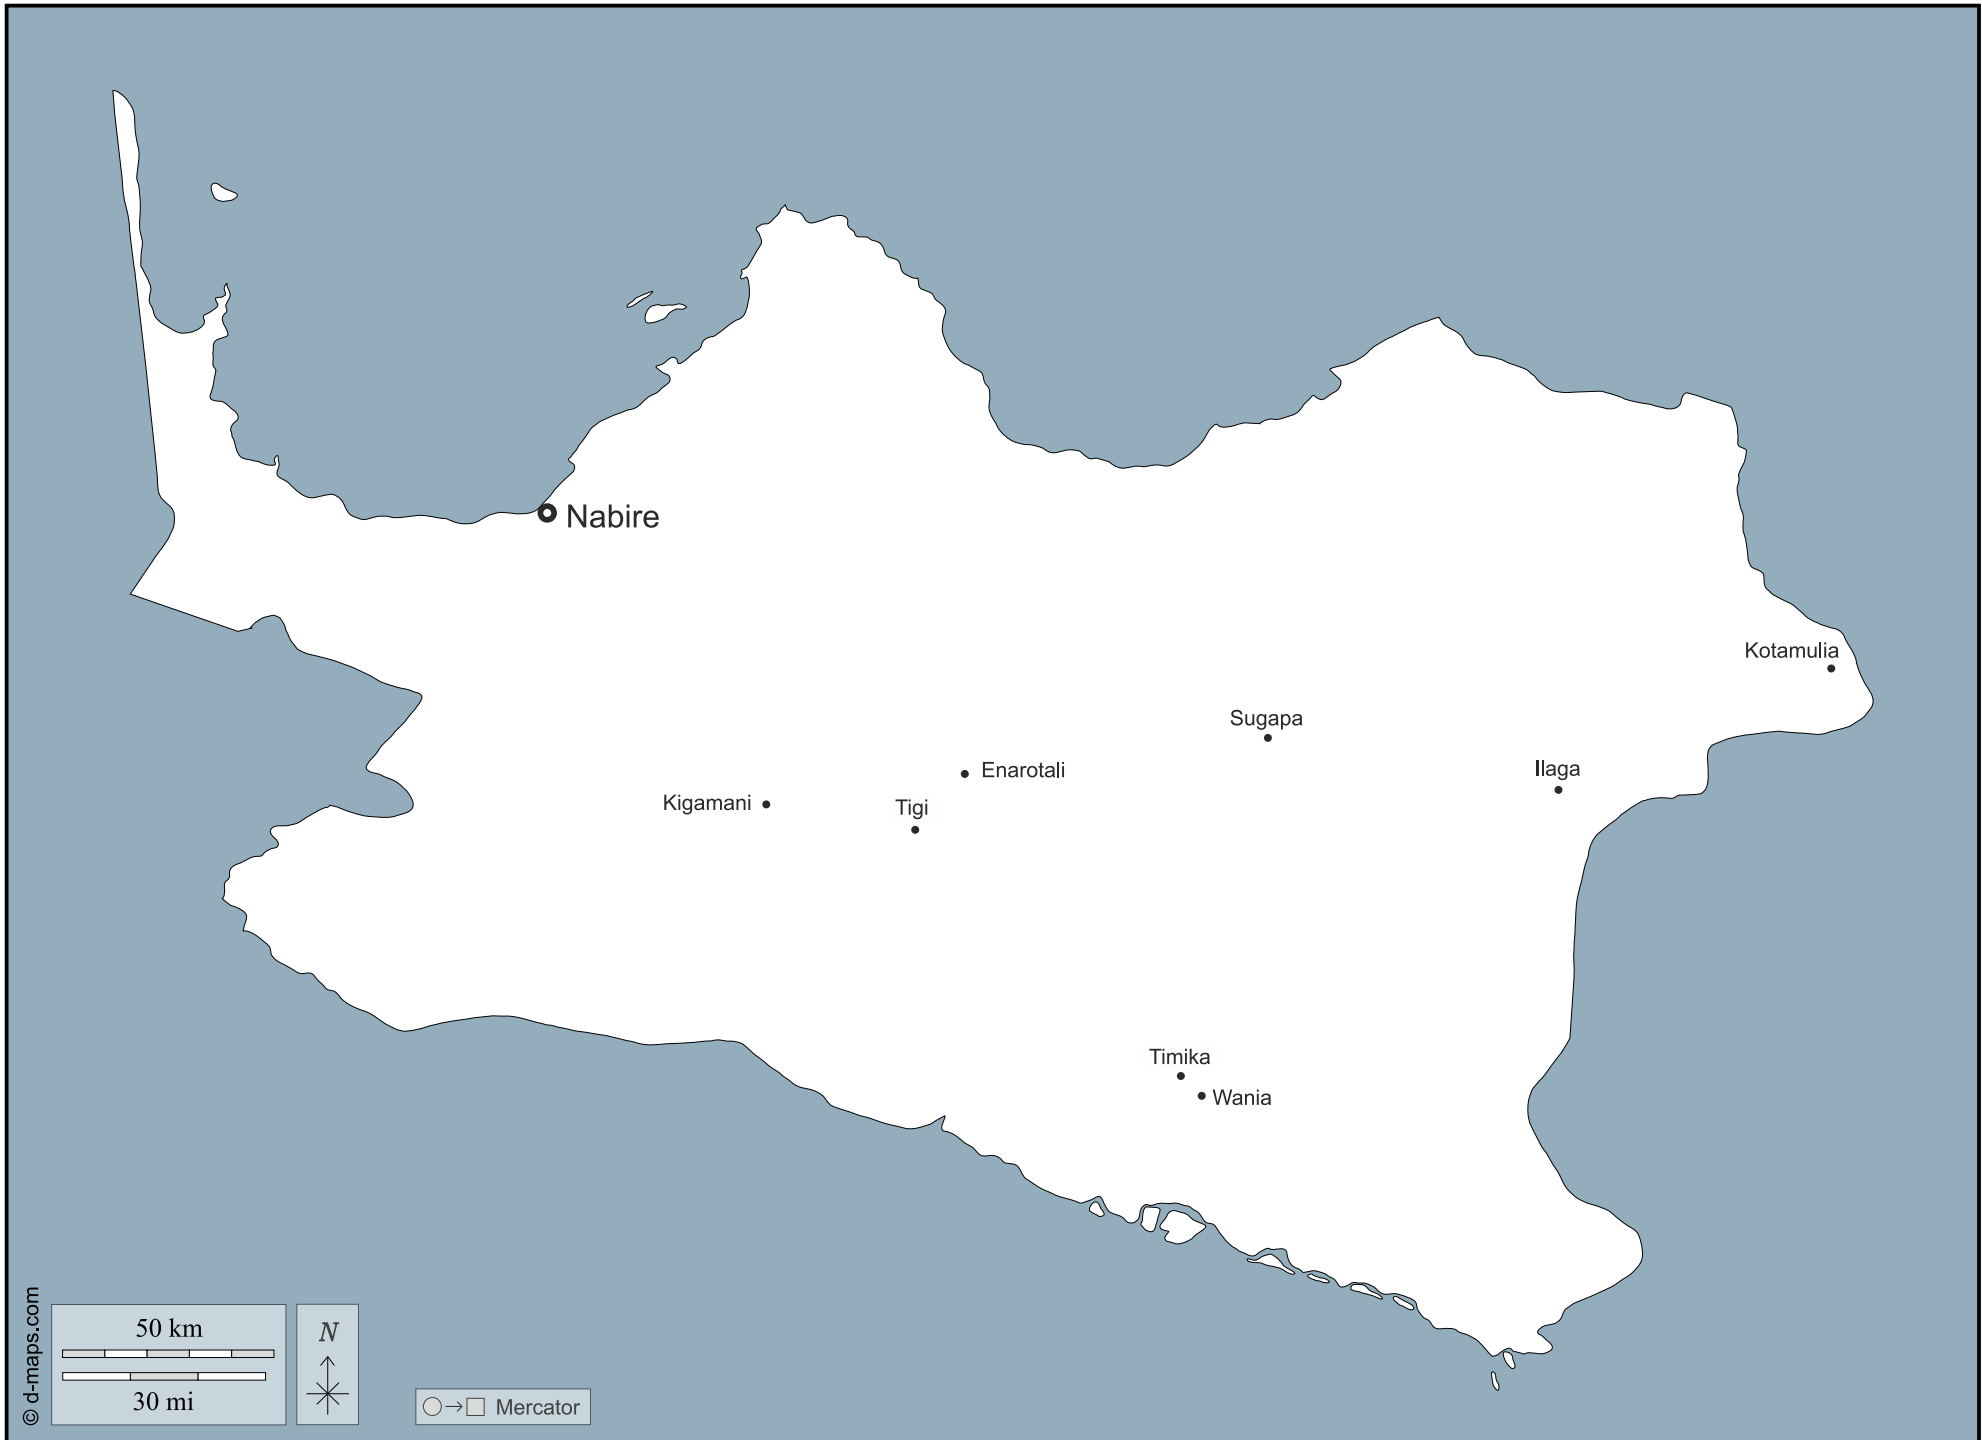 Nabire
Kotamulia
Sugapa
Enarotali
Ilaga
Kigamani
Tigi
Timika
Wania
© d-maps.com
50 km
30 mi
N
Mercator